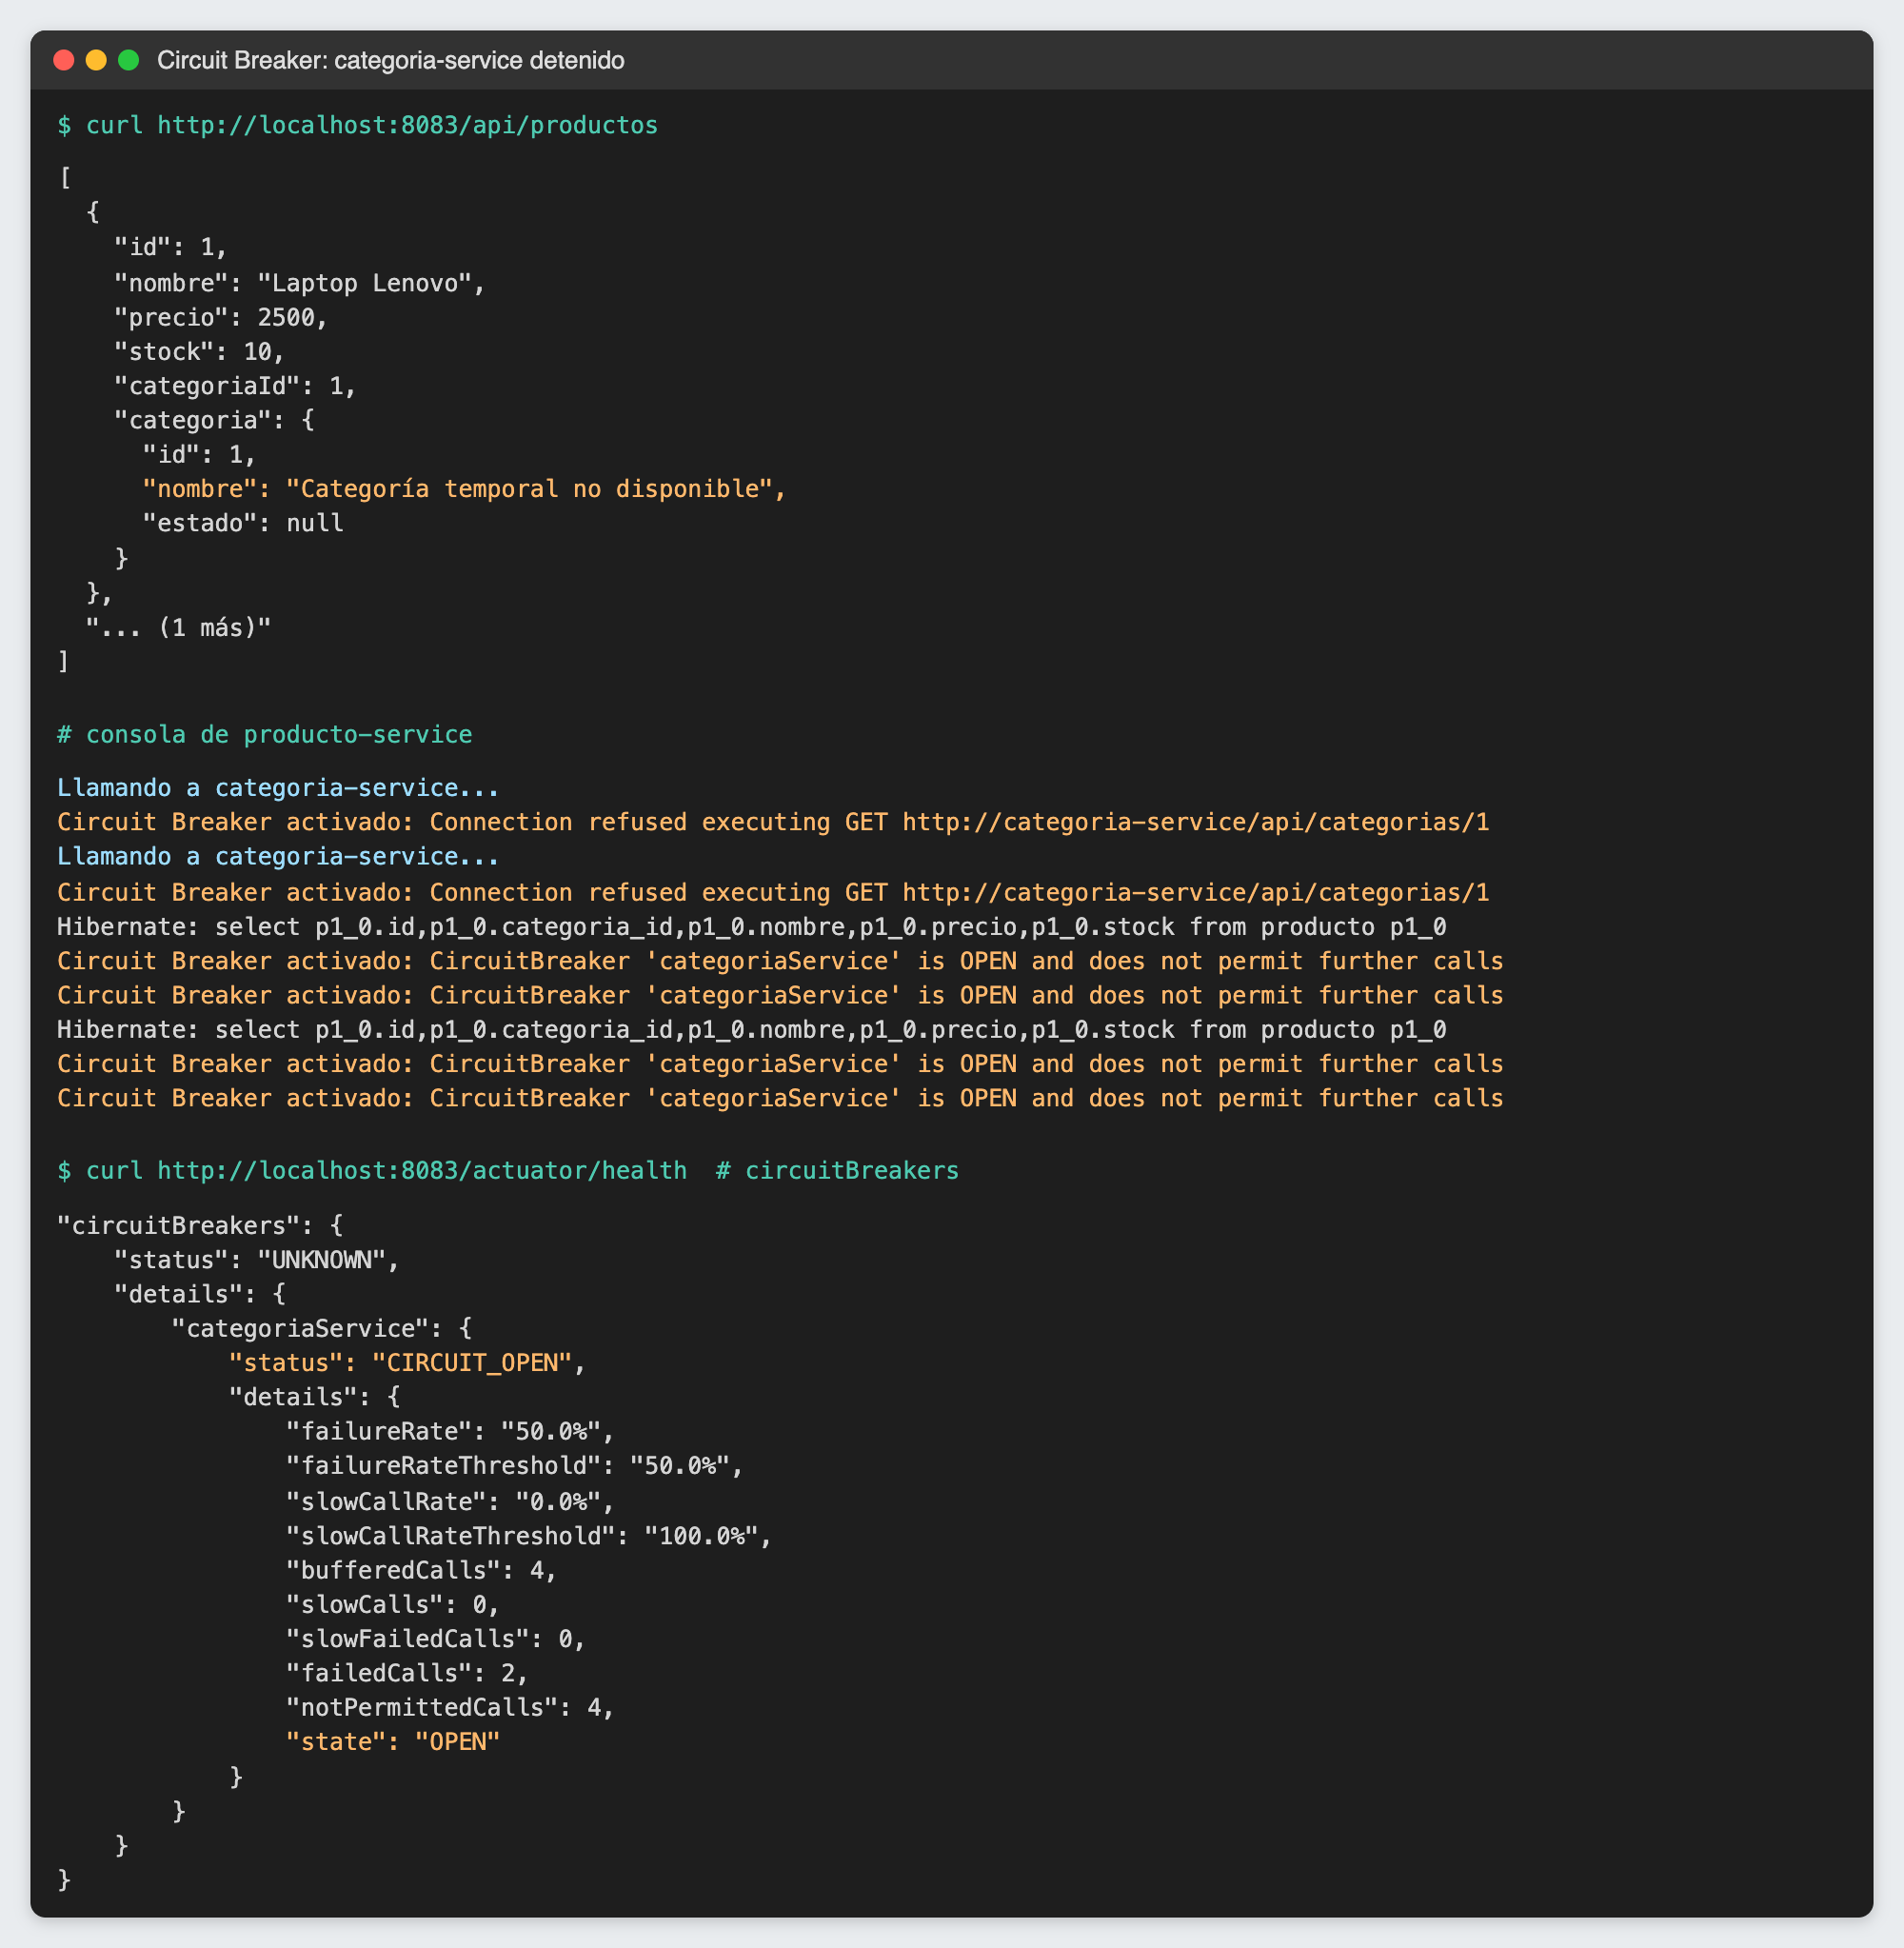 Circuit Breaker: categoria-service detenido
$ curl http://localhost:8083/api/productos
[
  {
    "id": 1,
    "nombre": "Laptop Lenovo",
    "precio": 2500,
    "stock": 10,
    "categoriaId": 1,
    "categoria": {
      "id": 1,
      "nombre": "Categoría temporal no disponible",
      "estado": null
    }
  },
  "... (1 más)"
]
# consola de producto-service
Llamando a categoria-service...
Circuit Breaker activado: Connection refused executing GET http://categoria-service/api/categorias/1
Llamando a categoria-service...
Circuit Breaker activado: Connection refused executing GET http://categoria-service/api/categorias/1
Hibernate: select p1_0.id,p1_0.categoria_id,p1_0.nombre,p1_0.precio,p1_0.stock from producto p1_0
Circuit Breaker activado: CircuitBreaker 'categoriaService' is OPEN and does not permit further calls
Circuit Breaker activado: CircuitBreaker 'categoriaService' is OPEN and does not permit further calls
Hibernate: select p1_0.id,p1_0.categoria_id,p1_0.nombre,p1_0.precio,p1_0.stock from producto p1_0
Circuit Breaker activado: CircuitBreaker 'categoriaService' is OPEN and does not permit further calls
Circuit Breaker activado: CircuitBreaker 'categoriaService' is OPEN and does not permit further calls
$ curl http://localhost:8083/actuator/health  # circuitBreakers
"circuitBreakers": {
    "status": "UNKNOWN",
    "details": {
        "categoriaService": {
            "status": "CIRCUIT_OPEN",
            "details": {
                "failureRate": "50.0%",
                "failureRateThreshold": "50.0%",
                "slowCallRate": "0.0%",
                "slowCallRateThreshold": "100.0%",
                "bufferedCalls": 4,
                "slowCalls": 0,
                "slowFailedCalls": 0,
                "failedCalls": 2,
                "notPermittedCalls": 4,
                "state": "OPEN"
            }
        }
    }
}